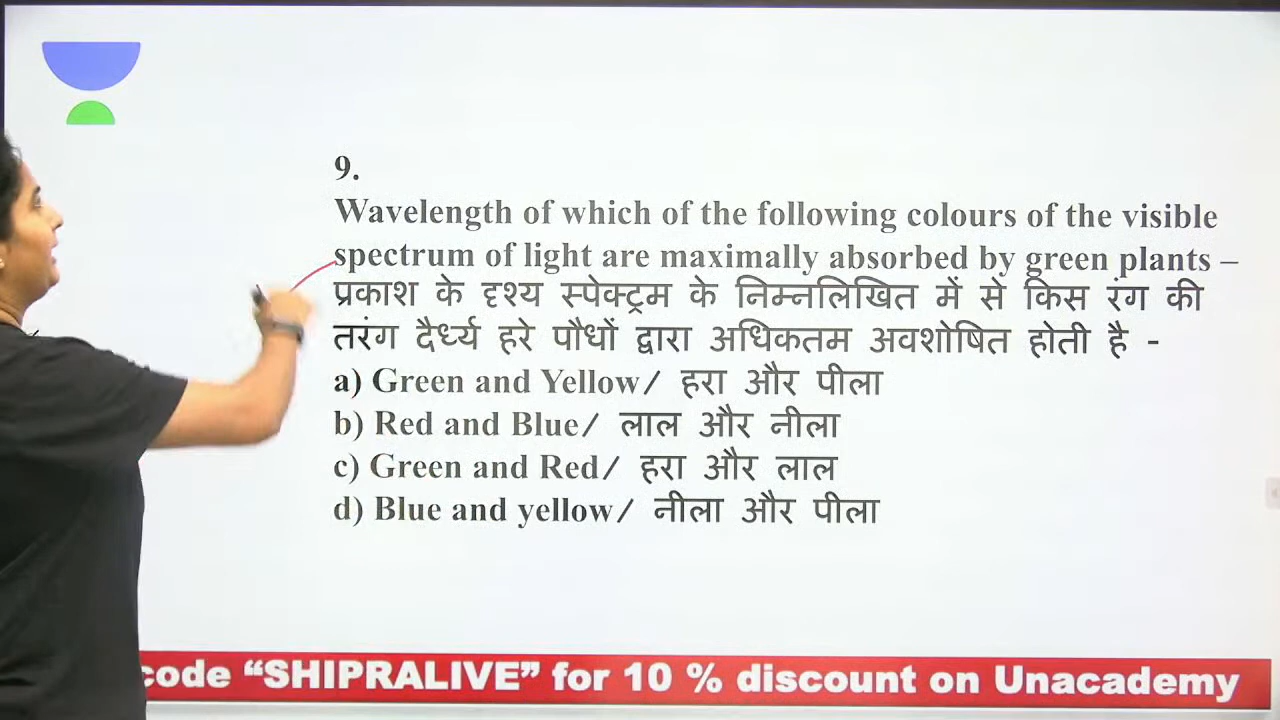 9.
Wavelength of which of the following colours of the visible
spectrum of light are maximally absorbed by green plants –
प्रकाश के दृश्य स्पेक्ट्रम के निम्नलिखित में से किस रंग की
तरंग दैर्ध्य हरे पौधों द्वारा अधिकतम अवशोषित होती है -
a) Green and Yellow/ हरा और पीला
b) Red and Blue/ लाल और नीला
c) Green and Red/ हरा और लाल
d) Blue and yellow/ नीला और पीला
code “SHIPRALIVE” for 10 % discount on Unacademy